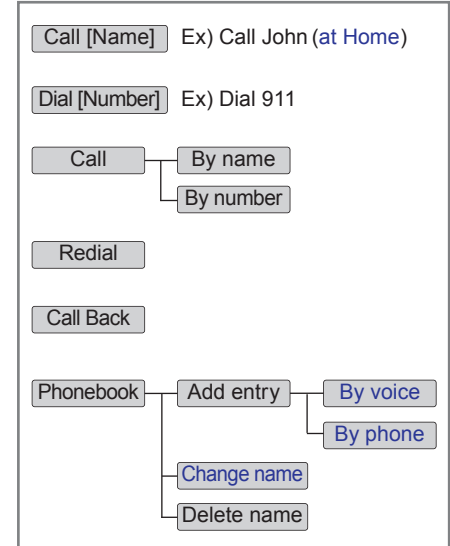 Call [Name] Ex) Call John (at Home)
Dial [Number] Ex) Dial 911
Call By name
By number
Redial
Call Back
Phonebook Add entry By voice
By phone
Change name
Delete name